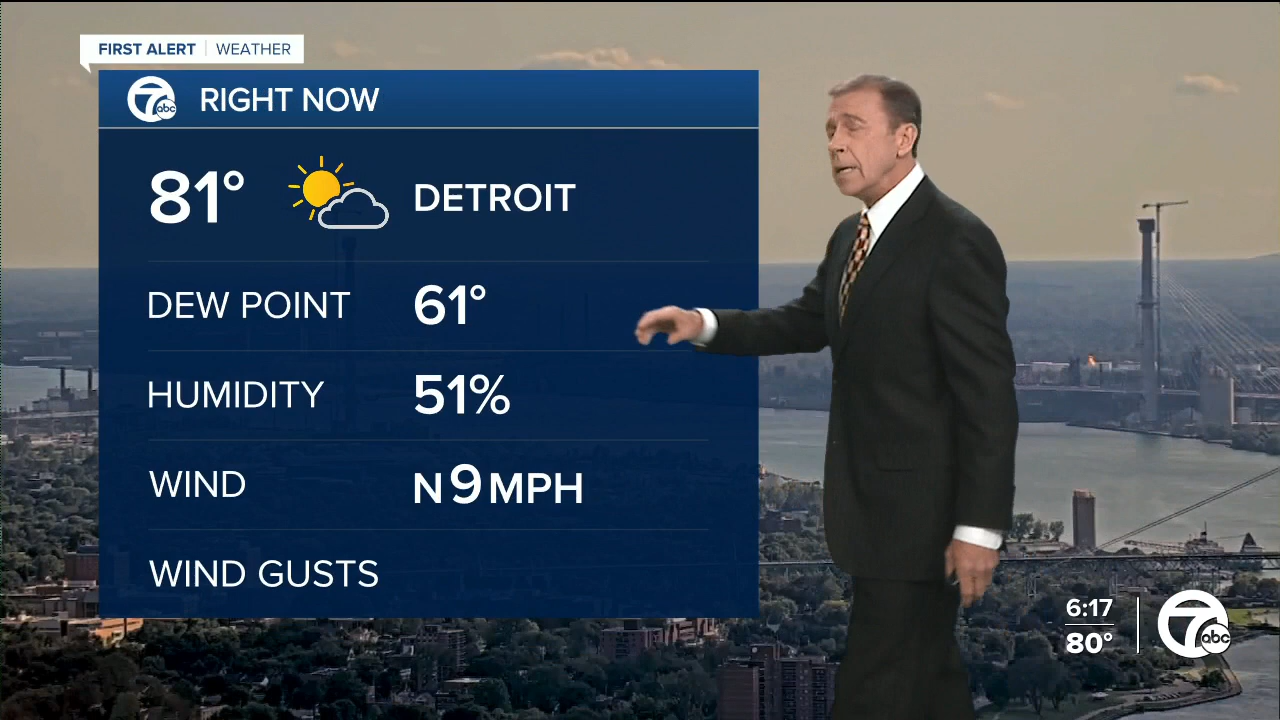 FIRST ALERT | WEATHER
7abc RIGHT NOW
81° DETROIT
DEW POINT 61°
HUMIDITY 51%
WIND N 9 MPH
WIND GUSTS
6:17
80°
7abc